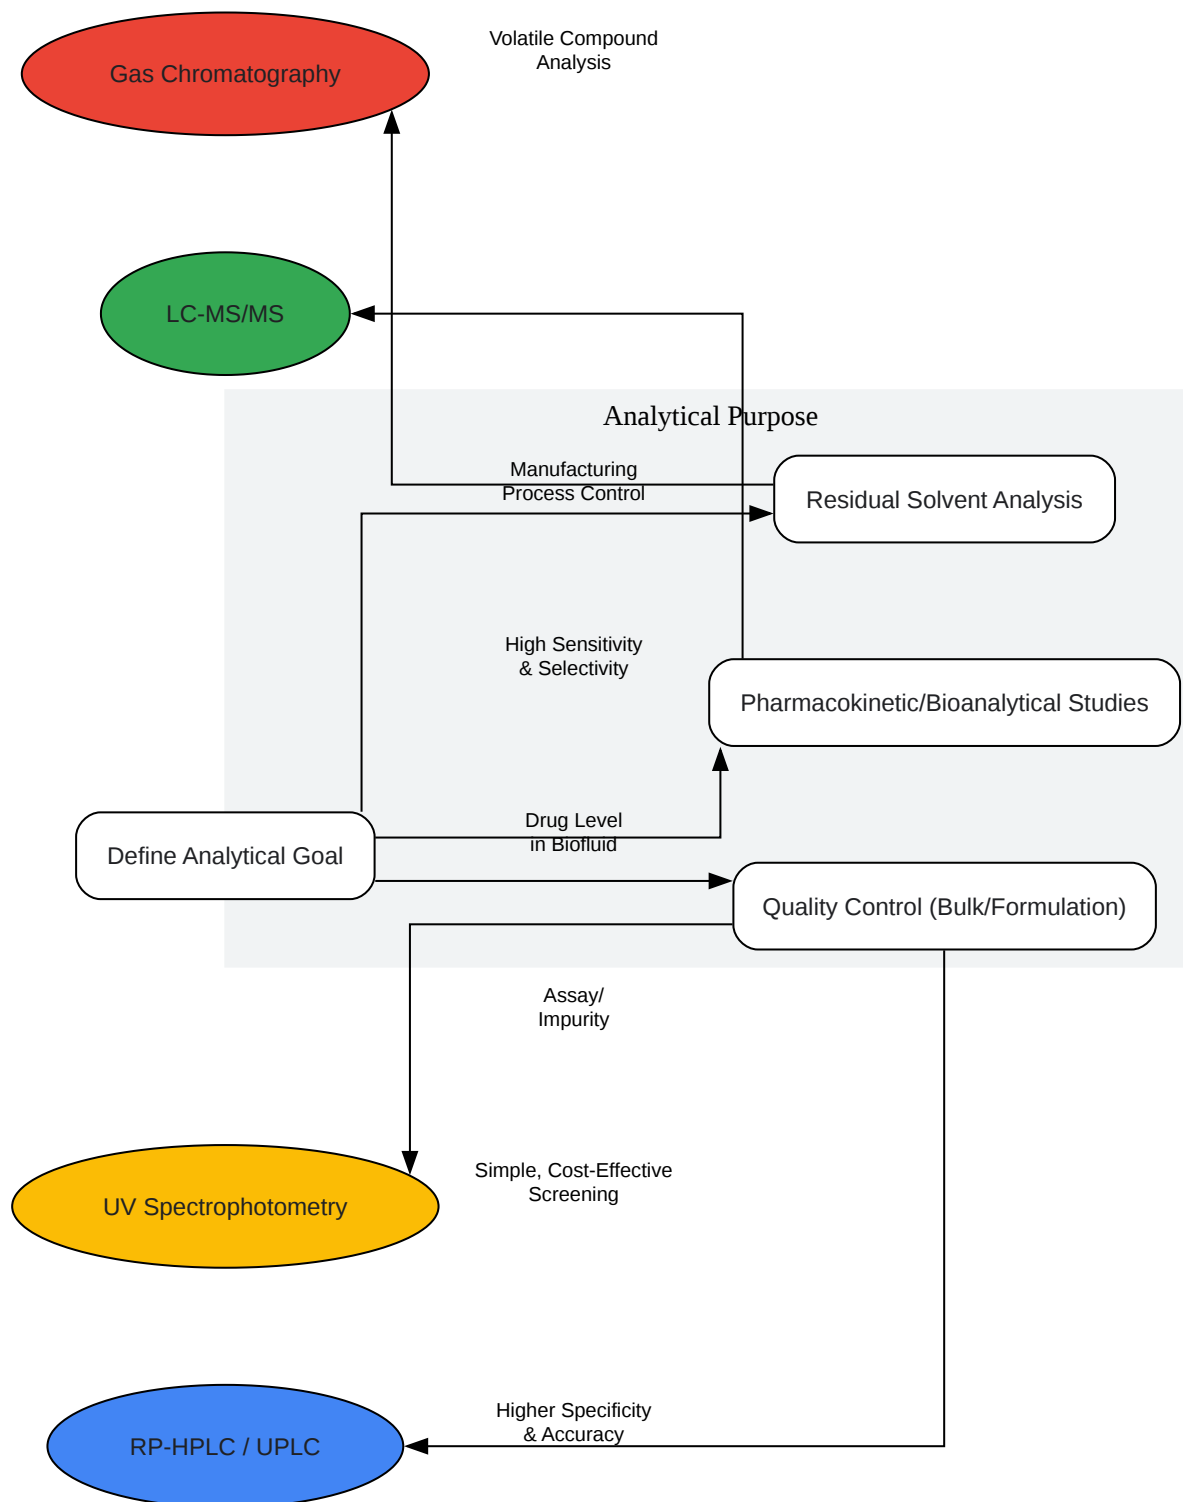 Volatile Compound
Analysis
Gas Chromatography
LC-MS/MS
Analytical Purpose
Manufacturing
Process Control
Residual Solvent Analysis
High Sensitivity
& Selectivity
Pharmacokinetic/Bioanalytical Studies
Drug Level
in Biofluid
Define Analytical Goal
Quality Control (Bulk/Formulation)
Assay/
Impurity
Simple, Cost-Effective
Screening
UV Spectrophotometry
Higher Specificity
& Accuracy
RP-HPLC / UPLC